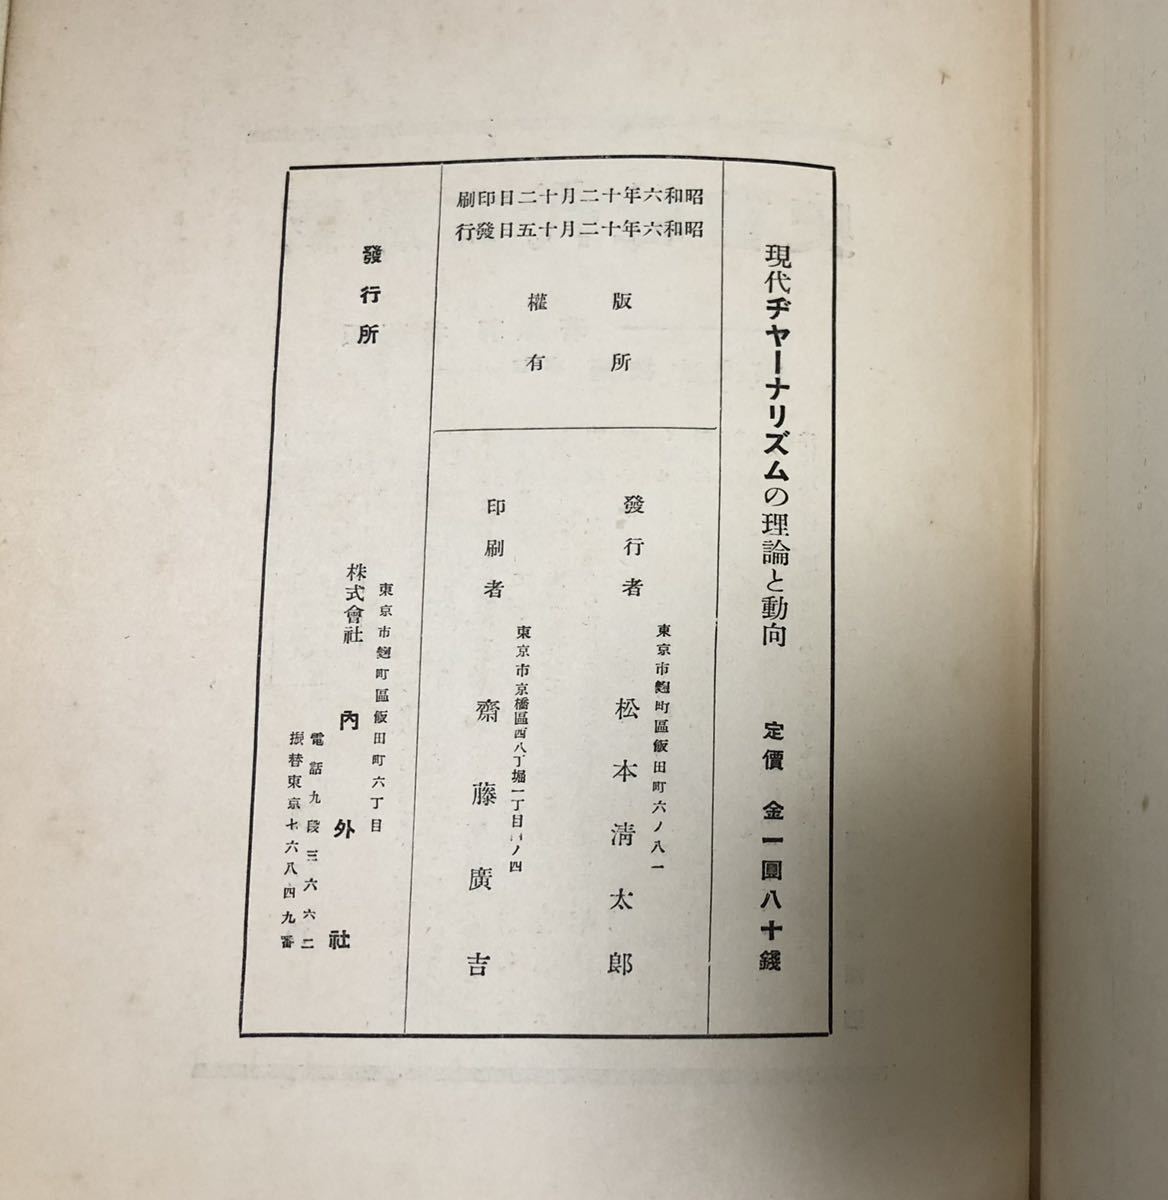 現代ヂャーナリズムの理論と動向 定價 金一圓八十錢
昭和六年十二月十二日印刷
昭和六年十二月十五日發行
版權
所有
發行者
東京市麴町區飯田町六ノ八一
松本淸太郎
印刷者
東京市京橋區西八丁堀一丁目ノ四
齋藤廣吉
發行所
東京市麴町區飯田町六丁目
株式會社 內外社
電話九段三六六二
振替東京七六八四九番